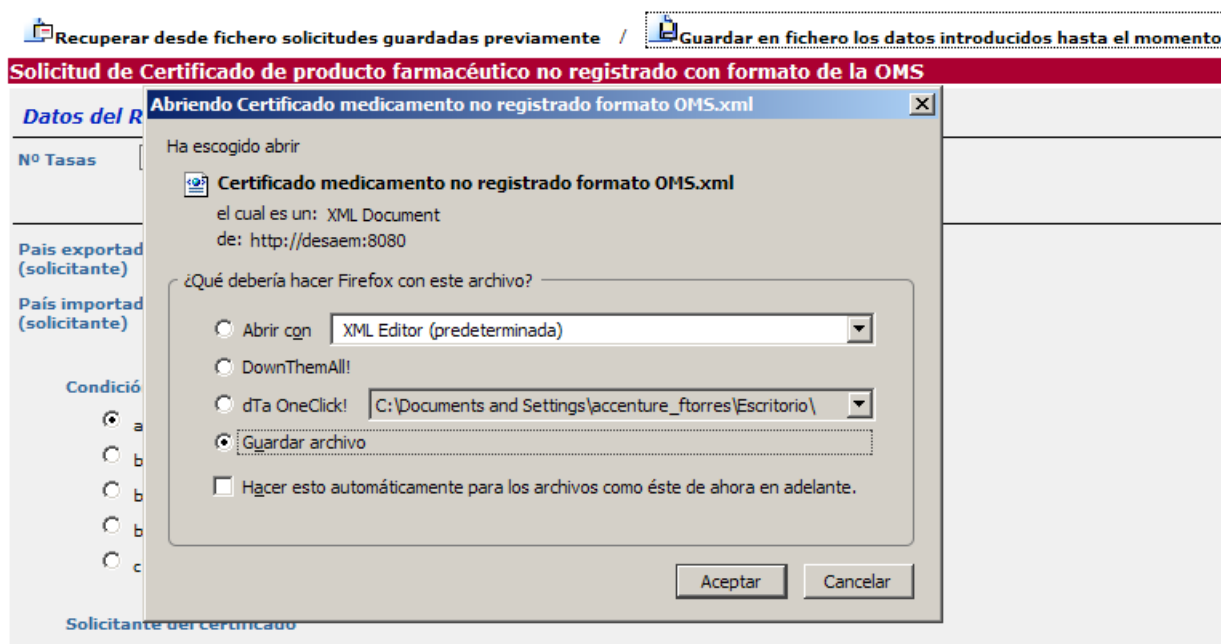 Recuperar desde fichero solicitudes guardadas previamente / Guardar en fichero los datos introducidos hasta el momento
Solicitud de Certificado de producto farmacéutico no registrado con formato de la OMS
Abriendo Certificado medicamento no registrado formato OMS.xml
Datos del R
Ha escogido abrir
Nº Tasas
Certificado medicamento no registrado formato OMS.xml
el cual es un: XML Document
de: http://desaem:8080
Pais exportad
(solicitante)
¿Qué debería hacer Firefox con este archivo?
País importad
(solicitante)
Abrir con XML Editor (predeterminada)
DownThemAll!
Condició
dTa OneClick! C:\Documents and Settings\accenture_ftorres\Escritorio\
a
Guardar archivo
b
b
Hacer esto automáticamente para los archivos como éste de ahora en adelante.
b
c
Aceptar Cancelar
Solicitante del certificado